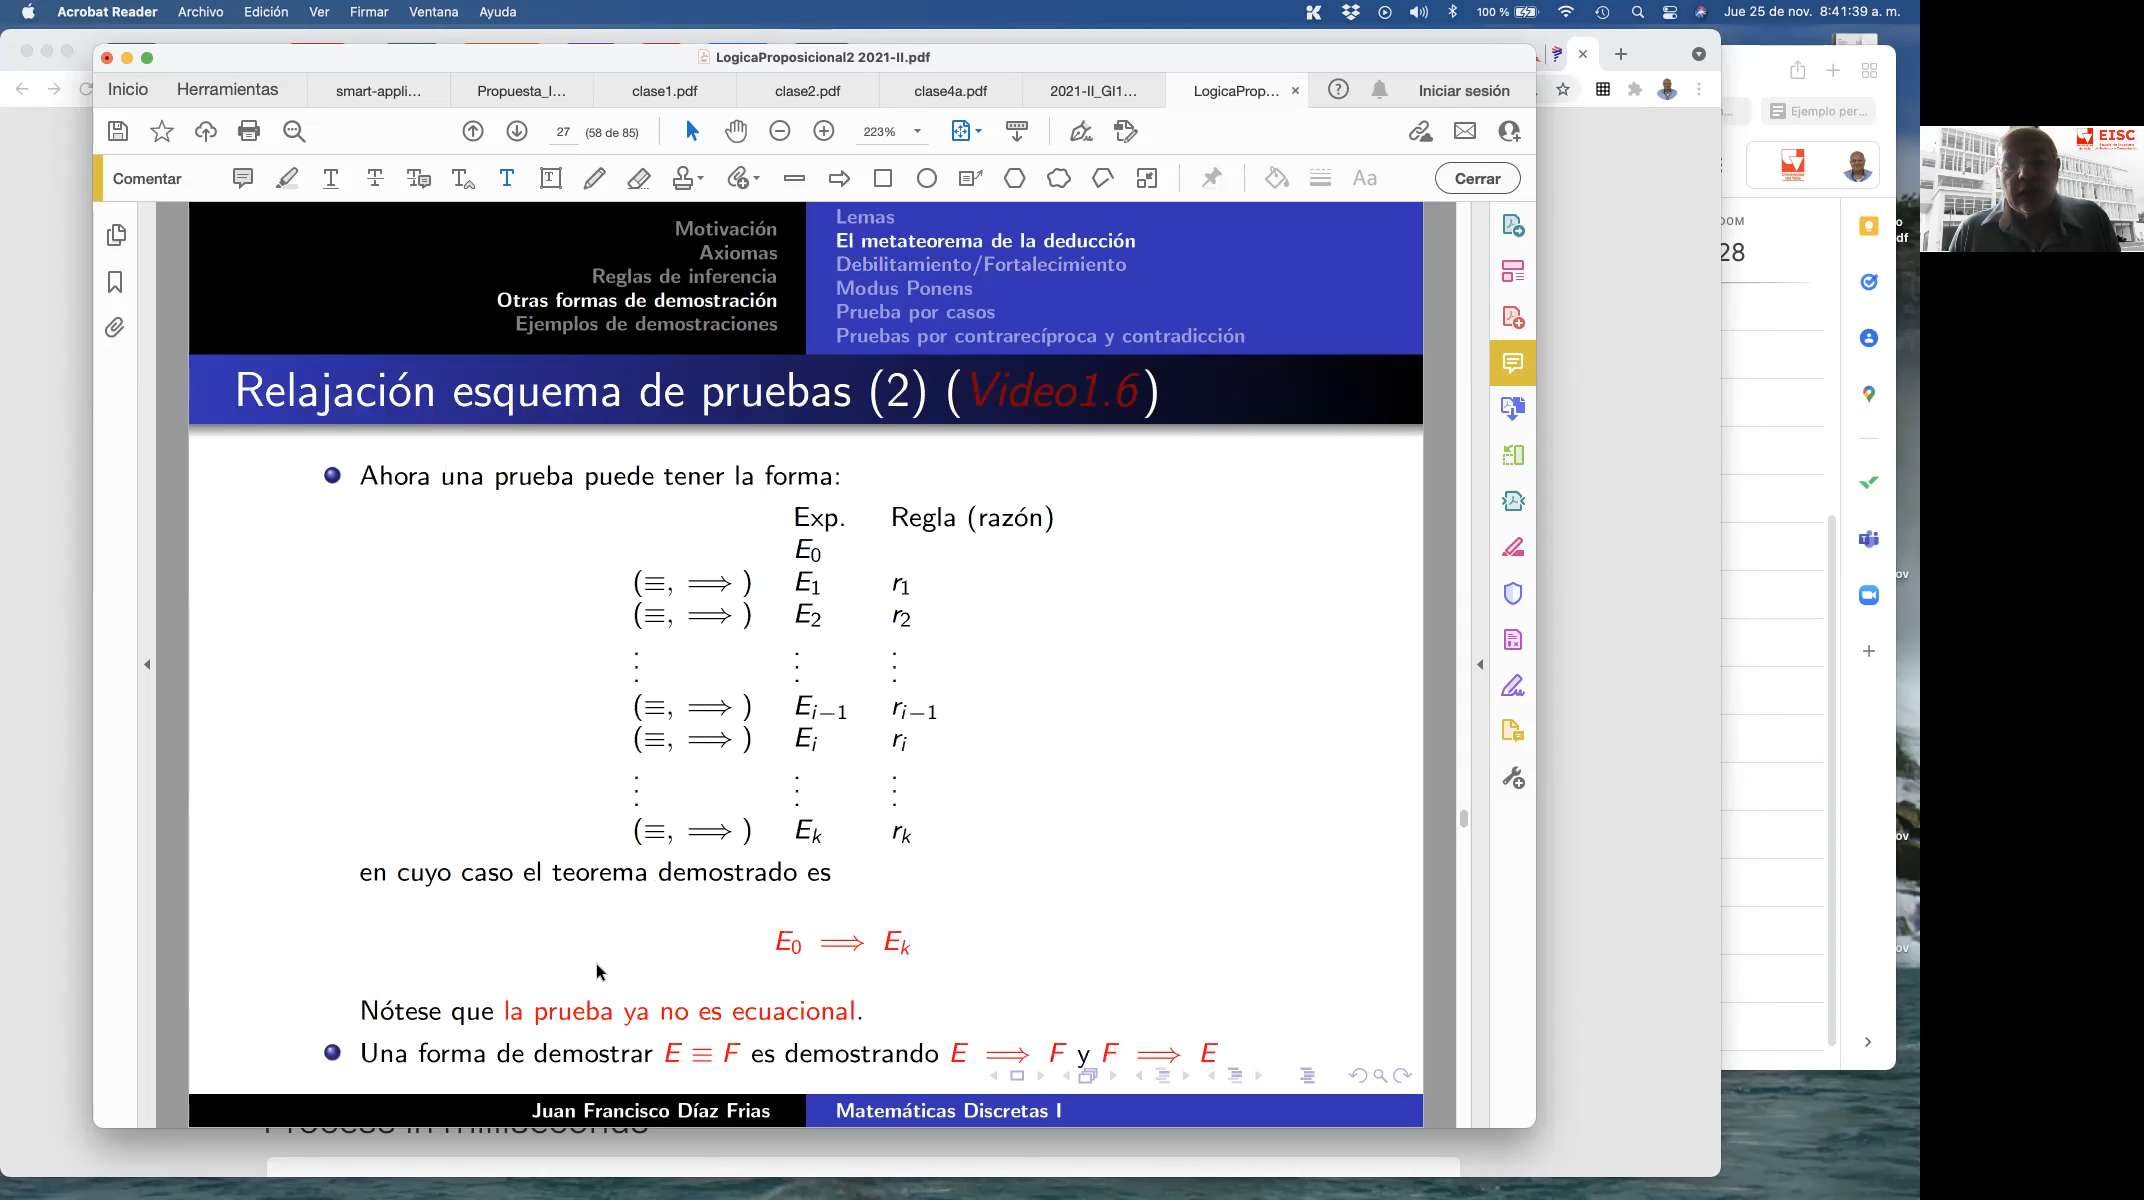 Acrobat Reader Archivo Edición Ver Firmar Ventana Ayuda
100 % Jue 25 de nov. 8:41:39 a. m.
LogicaProposicional2 2021-II.pdf
Inicio Herramientas smart-appli... Propuesta_I... clase1.pdf clase2.pdf clase4a.pdf 2021-II_GI1... LogicaProp... × Iniciar sesión
27 (58 de 85) 223%
Comentar Aa Cerrar
Ejemplo per...
EISC
DOM
28
df
ov
ov
ov
Motivación
Axiomas
Reglas de inferencia
Otras formas de demostración
Ejemplos de demostraciones
Lemas
El metateorema de la deducción
Debilitamiento/Fortalecimiento
Modus Ponens
Prueba por casos
Pruebas por contrarecíproca y contradicción
Relajación esquema de pruebas (2) (Video1.6)
Ahora una prueba puede tener la forma:
Exp. Regla (razón)
E0
(≡, ⟹ ) E1 r1
(≡, ⟹ ) E2 r2
⋮ ⋮ ⋮
(≡, ⟹ ) Ei−1 ri−1
(≡, ⟹ ) Ei ri
⋮ ⋮ ⋮
(≡, ⟹ ) Ek rk
en cuyo caso el teorema demostrado es
E0 ⟹ Ek
Nótese que la prueba ya no es ecuacional.
Una forma de demostrar E ≡ F es demostrando E ⟹ F y F ⟹ E
Juan Francisco Díaz Frias Matemáticas Discretas I